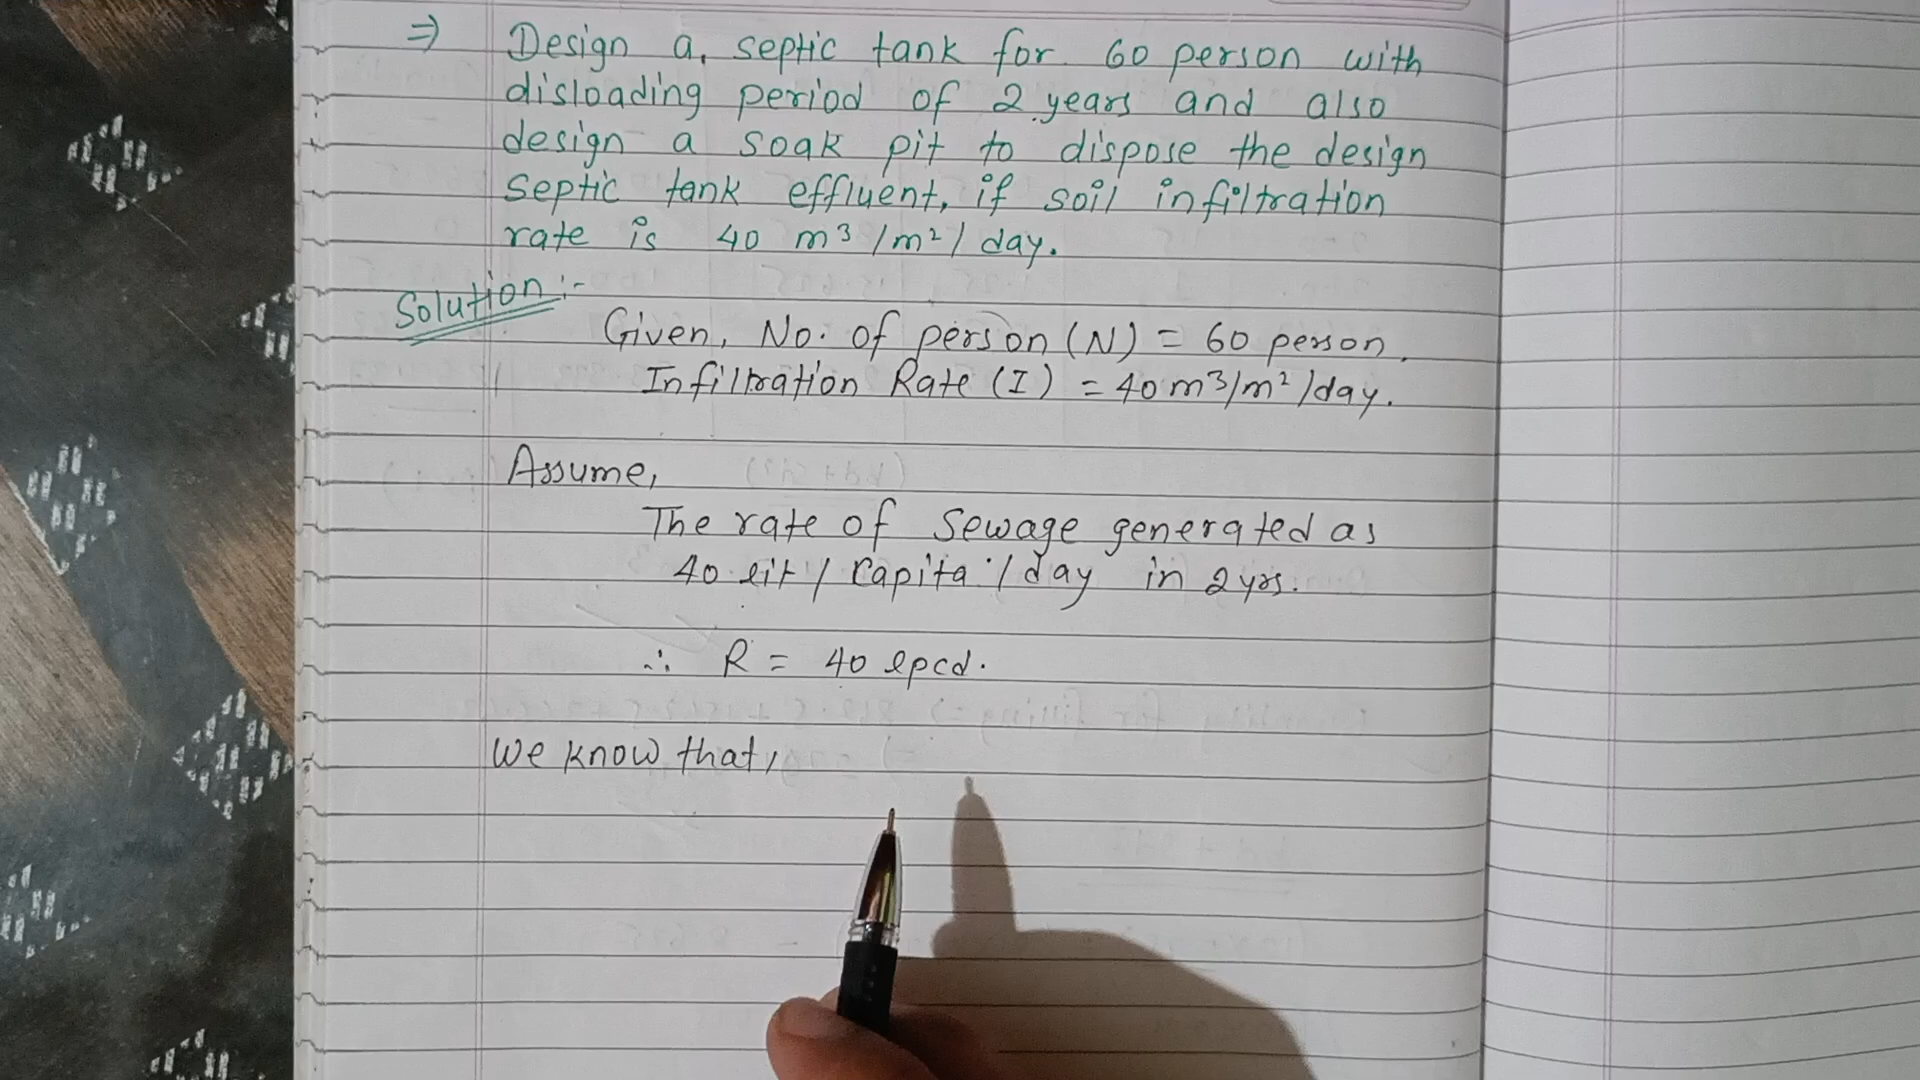 ⇒ Design a septic tank for 60 person with
disloading period of 2 years and also
design a soak pit to dispose the design
septic tank effluent, if soil infiltration
rate is 40 m³/m²/day.
Solution:-
Given, No. of person (N) = 60 person.
Infiltration Rate (I) = 40 m³/m²/day.
Assume,
The rate of sewage generated as
40 lit / Capita / day in 2 yrs.
∴ R = 40 lpcd.
We know that,